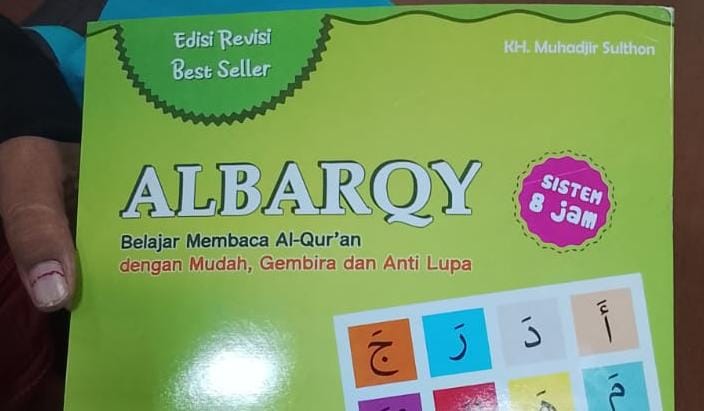 Edisi Revisi
Best Seller
KH. Muhadjir Sulthon
ALBARQY
SISTEM
8 jam
Belajar Membaca Al-Qur'an
dengan Mudah, Gembira dan Anti Lupa
أَ دَ رَ جَ
مَ